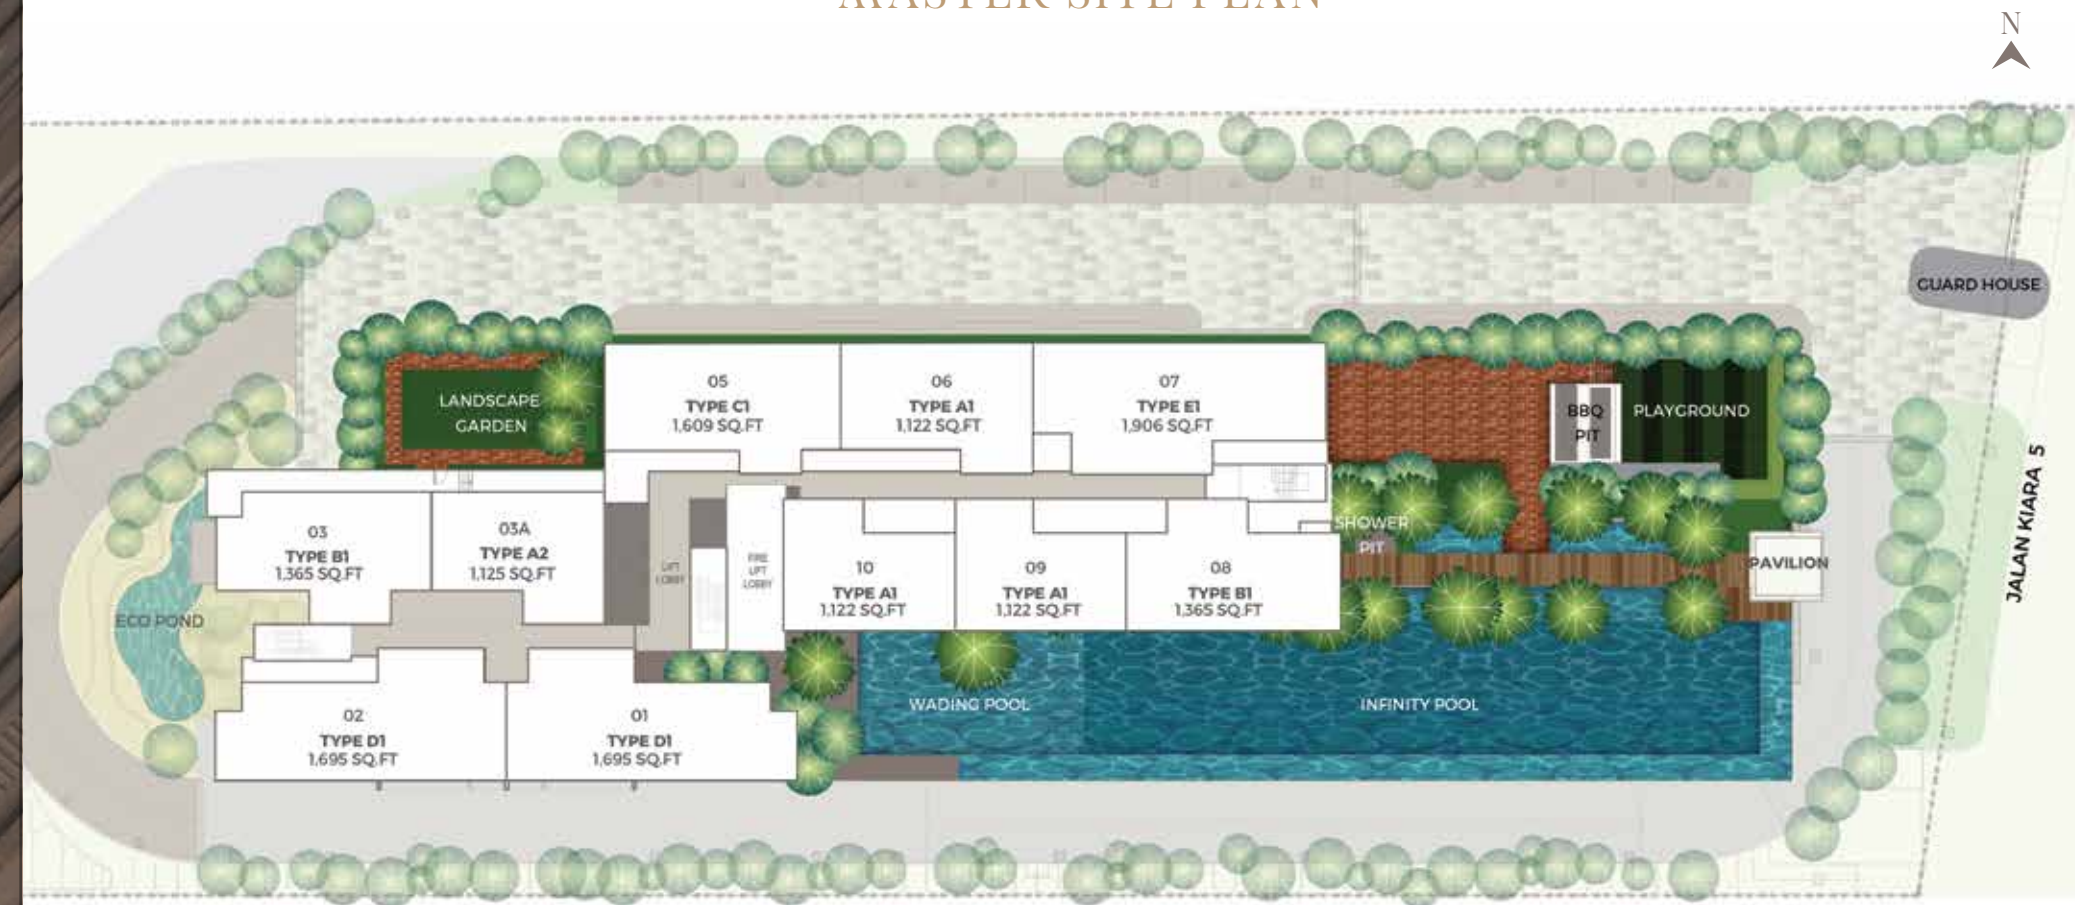 MASTER SITE PLAN
N
GUARD HOUSE
JALAN KIARA 5
LANDSCAPE
GARDEN
05
TYPE C1
1,609 SQ.FT
06
TYPE A1
1,122 SQ.FT
07
TYPE E1
1,906 SQ.FT
BBQ
PIT
PLAYGROUND
03
TYPE B1
1,365 SQ.FT
03A
TYPE A2
1,125 SQ.FT
LIFT
LOBBY
FIRE
LIFT
LOBBY
10
TYPE A1
1,122 SQ.FT
09
TYPE A1
1,122 SQ.FT
08
TYPE B1
1,365 SQ.FT
SHOWER
PIT
PAVILION
ECO POND
02
TYPE D1
1,695 SQ.FT
01
TYPE D1
1,695 SQ.FT
WADING POOL
INFINITY POOL